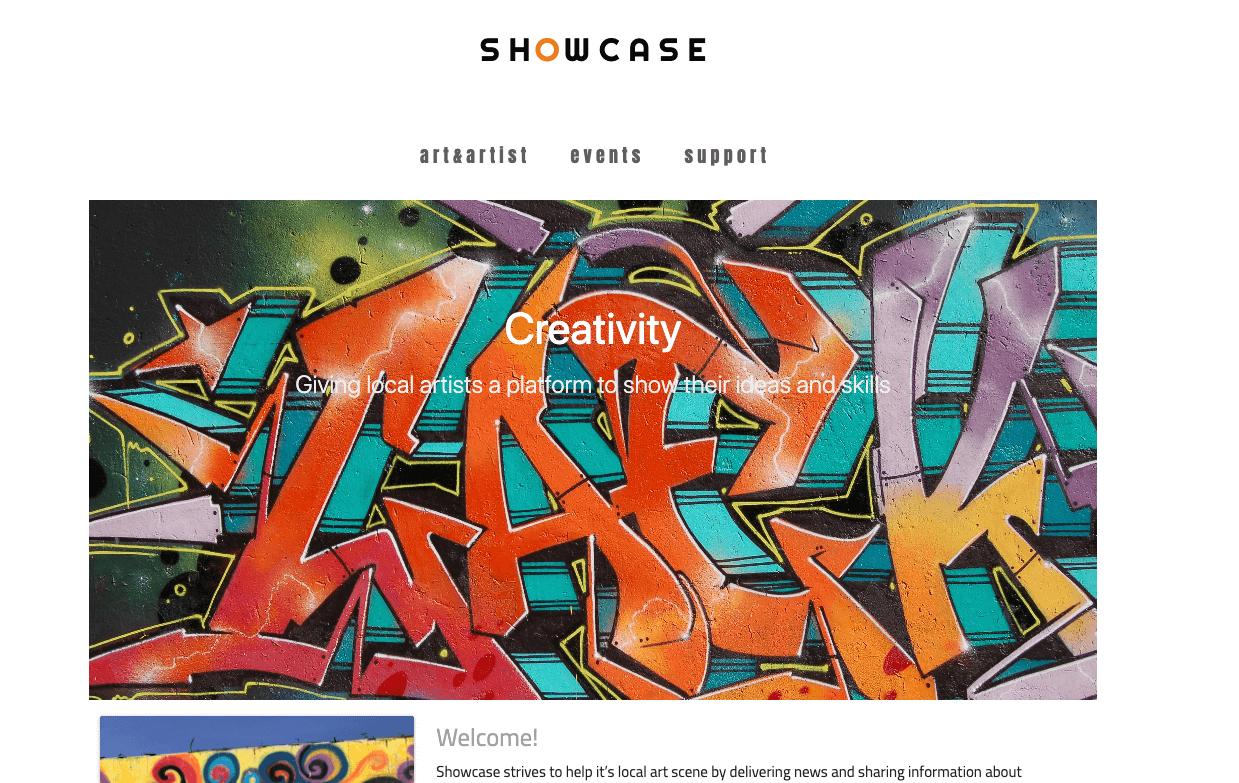 SHOWCASE
art&artist events support
Creativity
Giving local artists a platform to show their ideas and skills
Welcome!
Showcase strives to help it's local art scene by delivering news and sharing information about